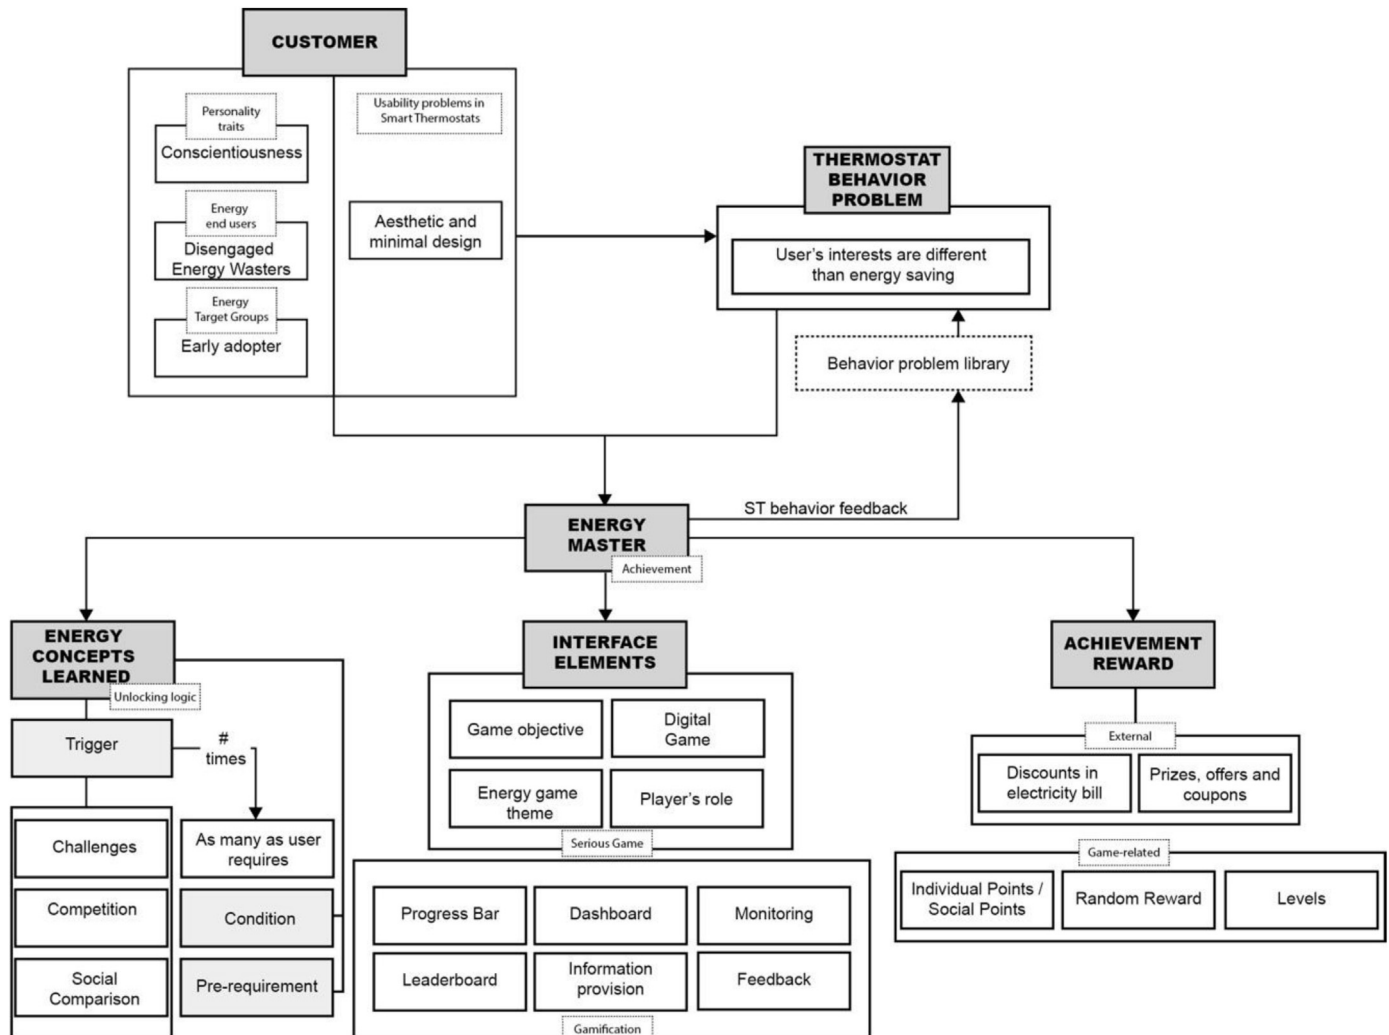 CUSTOMER
Personality
traits
Conscientiousness
Energy
end users
Disengaged
Energy Wasters
Energy
Target Groups
Early adopter
Usability problems in
Smart Thermostats
Aesthetic and
minimal design
THERMOSTAT
BEHAVIOR
PROBLEM
User's interests are different
than energy saving
Behavior problem library
ST behavior feedback
ENERGY
MASTER
Achievement
ENERGY
CONCEPTS
LEARNED
Unlocking logic
Trigger
#
times
Challenges
Competition
Social
Comparison
As many as user
requires
Condition
Pre-requirement
INTERFACE
ELEMENTS
Game objective
Digital
Game
Energy game
theme
Player's role
Serious Game
Progress Bar
Dashboard
Monitoring
Leaderboard
Information
provision
Feedback
Gamification
ACHIEVEMENT
REWARD
External
Discounts in
electricity bill
Prizes, offers and
coupons
Game-related
Individual Points /
Social Points
Random Reward
Levels